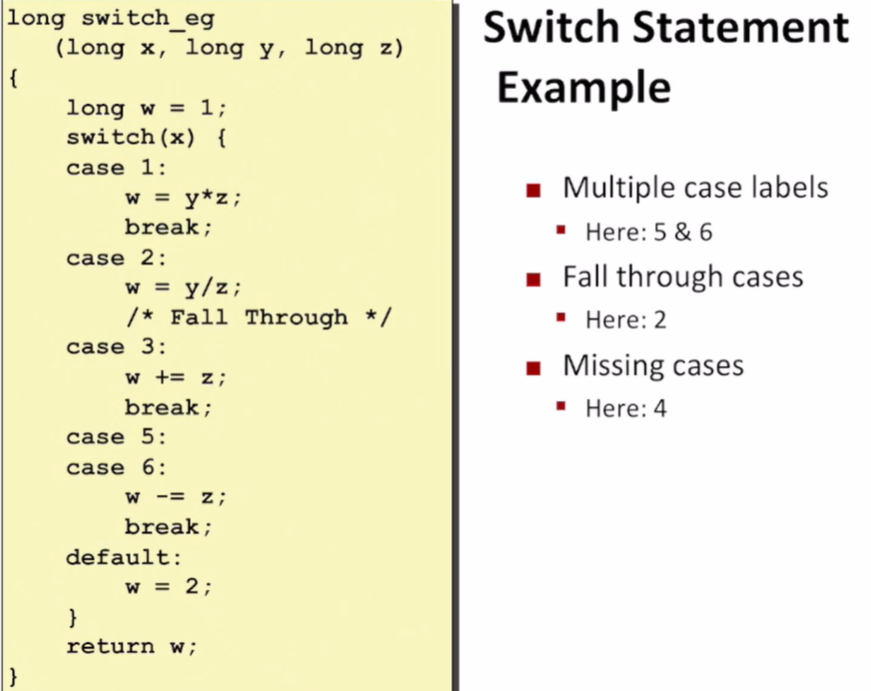 long switch_eg
   (long x, long y, long z)
{
    long w = 1;
    switch(x) {
    case 1:
        w = y*z;
        break;
    case 2:
        w = y/z;
        /* Fall Through */
    case 3:
        w += z;
        break;
    case 5:
    case 6:
        w -= z;
        break;
    default:
        w = 2;
    }
    return w;
}
Switch Statement
Example
Multiple case labels
Here: 5 & 6
Fall through cases
Here: 2
Missing cases
Here: 4